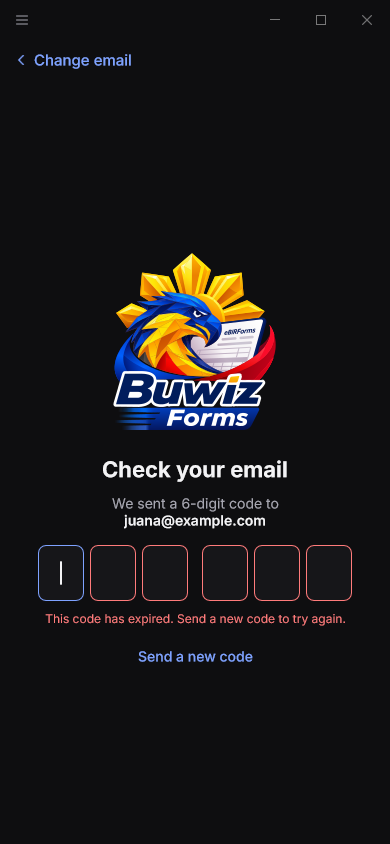 Change email
eBIRForms
Buwiz
Forms
Check your email
We sent a 6-digit code to
juana@example.com
This code has expired. Send a new code to try again.
Send a new code